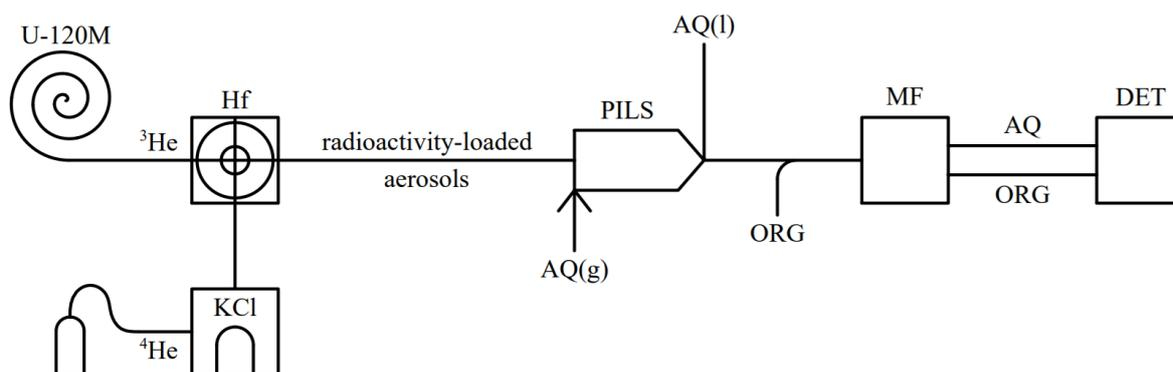 U-120M
Hf
³He
radioactivity-loaded
aerosols
PILS
AQ(l)
AQ(g)
ORG
MF
AQ
ORG
DET
KCl
⁴He